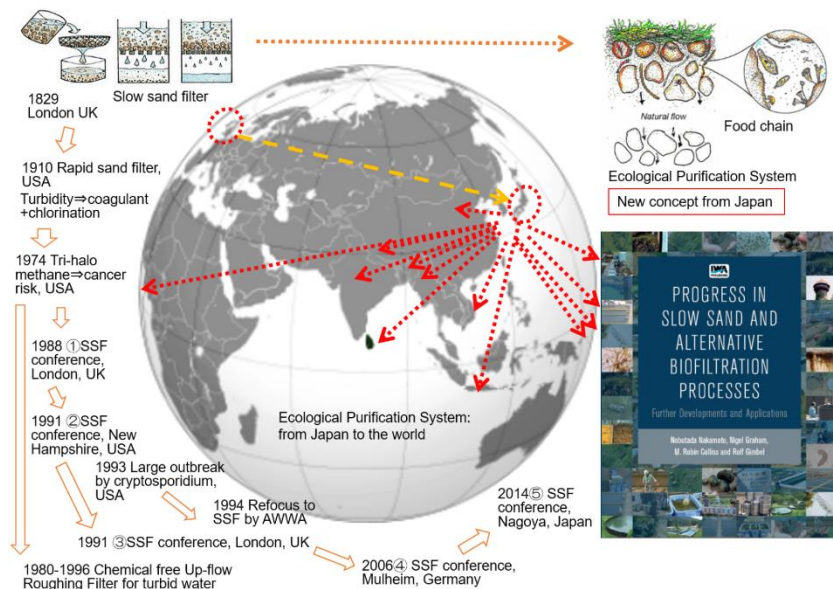 Slow sand filter
1829
London UK
1910 Rapid sand filter,
USA
Turbidity⇒coagulant
+chlorination
1974 Tri-halo
methane⇒cancer
risk, USA
1988 ①SSF
conference,
London, UK
1991 ②SSF
conference, New
Hampshire, USA
1993 Large outbreak
by cryptosporidium,
USA
1994 Refocus to
SSF by AWWA
1991 ③SSF conference, London, UK
1980-1996 Chemical free Up-flow
Roughing Filter for turbid water
2006④ SSF conference,
Mulheim, Germany
2014⑤ SSF
conference,
Nagoya, Japan
Ecological Purification System:
from Japan to the world
Natural flow
Food chain
Ecological Purification System
New concept from Japan
IWA
PROGRESS IN
SLOW SAND AND
ALTERNATIVE
BIOFILTRATION
PROCESSES
Further Developments and Applications
Nobutada Nakamoto, Nigel Graham,
M. Robin Collins and Rolf Gimbel